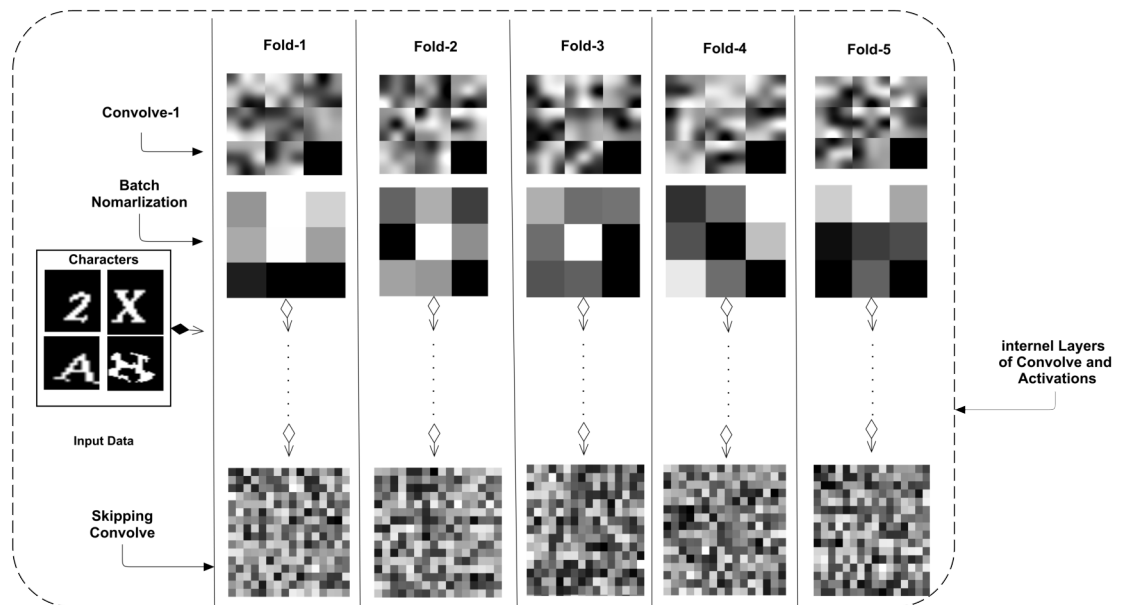 Fold-1
Fold-2
Fold-3
Fold-4
Fold-5
Convolve-1
Batch
Nomarlization
Characters
2 X
A
Input Data
Skipping
Convolve
internel Layers
of Convolve and
Activations